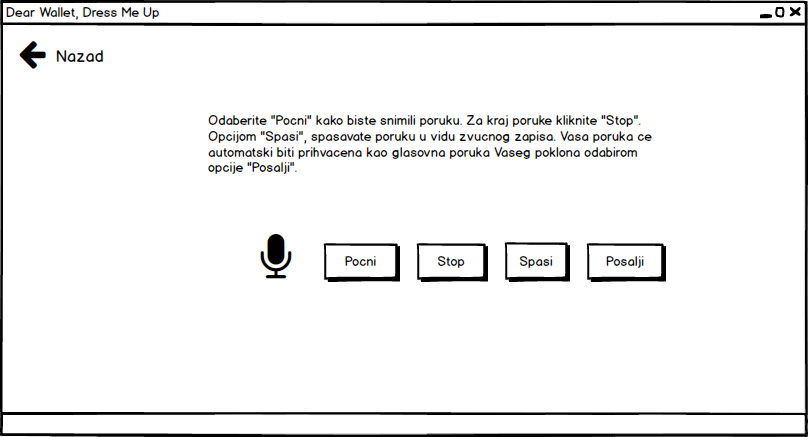 Dear Wallet, Dress Me Up
Nazad
Odaberite "Pocni" kako biste snimili poruku. Za kraj poruke kliknite "Stop".
Opcijom "Spasi", spasavate poruku u vidu zvucnog zapisa. Vasa poruka ce
automatski biti prihvacena kao glasovna poruka Vaseg poklona odabirom
opcije "Posalji".
Pocni
Stop
Spasi
Posalji